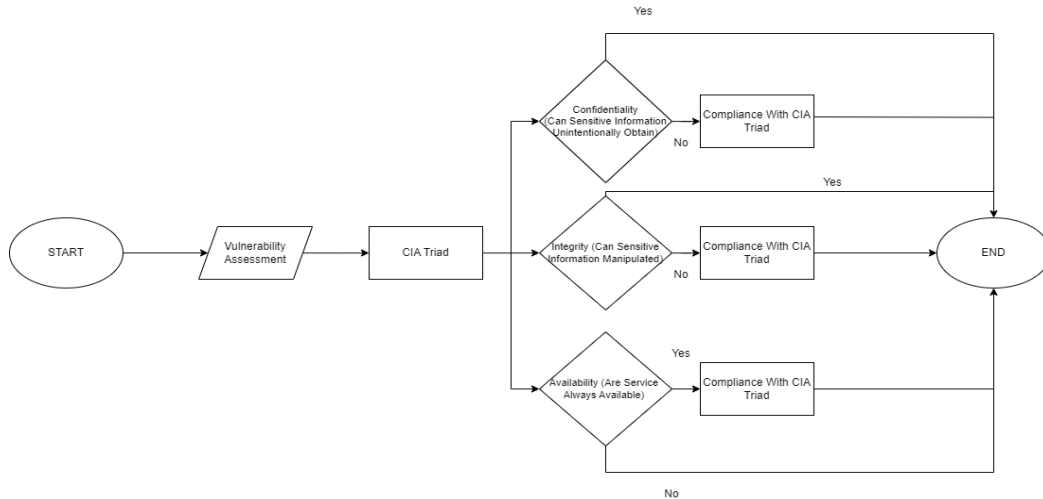 Yes
Confidentiality
(Can Sensitive Information
Unintentionally Obtain)
No
Compliance With CIA
Triad
Yes
START
Vulnerability
Assessment
CIA Triad
Integrity (Can Sensitive
Information Manipulated)
No
Compliance With CIA
Triad
END
Availability (Are Service
Always Available)
Yes
Compliance With CIA
Triad
No